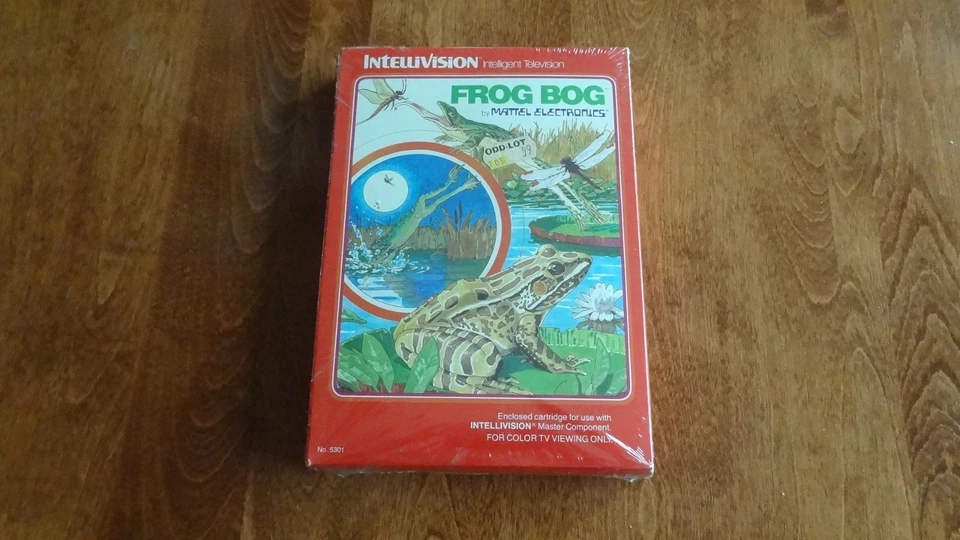 INTELLIVISION® Intelligent Television
FROG BOG
by MATTEL ELECTRONICS®
ODD-LOT
99
Enclosed cartridge for use with
INTELLIVISION® Master Component.
FOR COLOR TV VIEWING ONLY
No. 5301